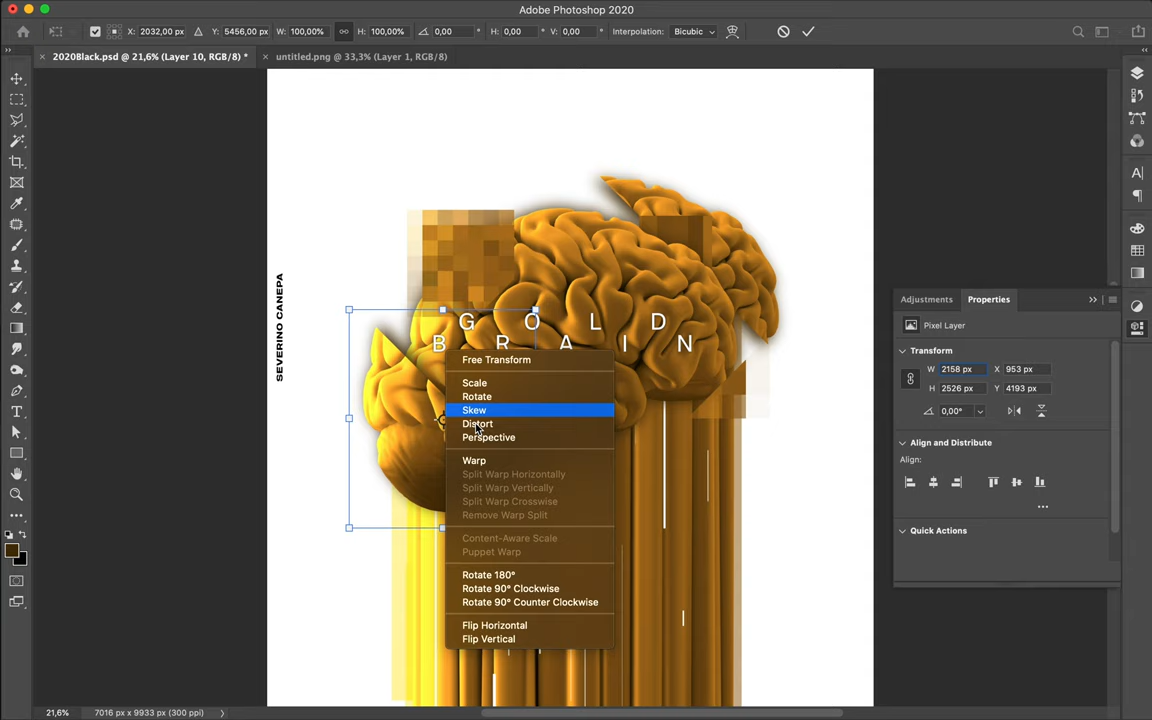 Adobe Photoshop 2020
X: 2032,00 px Y: 5456,00 px W: 100,00% H: 100,00% 0,00 ° H: 0,00 ° V: 0,00 ° Interpolation: Bicubic
2020Black.psd @ 21,6% (Layer 10, RGB/8) *
untitled.png @ 33,3% (Layer 1, RGB/8)
SEVERINO CANEPA
G O L D
B R A I N
Free Transform
Scale
Rotate
Skew
Distort
Perspective
Warp
Split Warp Horizontally
Split Warp Vertically
Split Warp Crosswise
Remove Warp Split
Content-Aware Scale
Puppet Warp
Rotate 180°
Rotate 90° Clockwise
Rotate 90° Counter Clockwise
Flip Horizontal
Flip Vertical
Adjustments Properties
Pixel Layer
Transform
W 2158 px X 953 px
H 2526 px Y 4193 px
0,00°
Align and Distribute
Align:
Quick Actions
21,6% 7016 px x 9933 px (300 ppi)